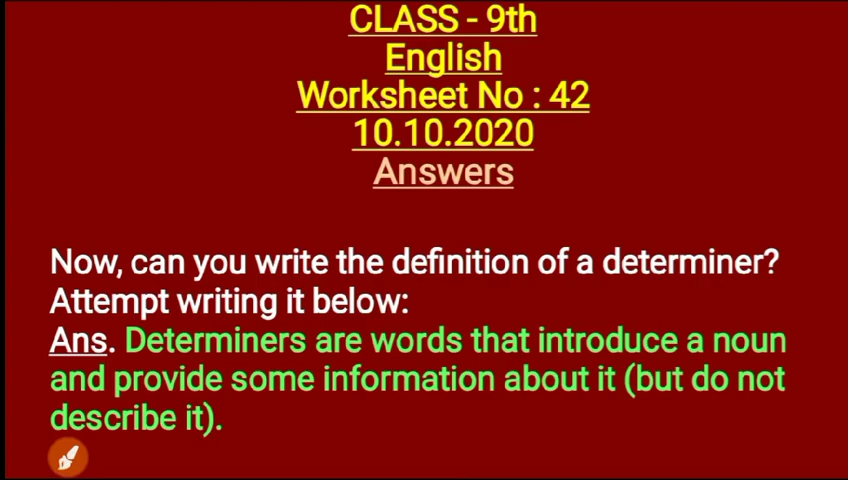 CLASS - 9th
English
Worksheet No : 42
10.10.2020
Answers
Now, can you write the definition of a determiner?
Attempt writing it below:
Ans. Determiners are words that introduce a noun
and provide some information about it (but do not
describe it).